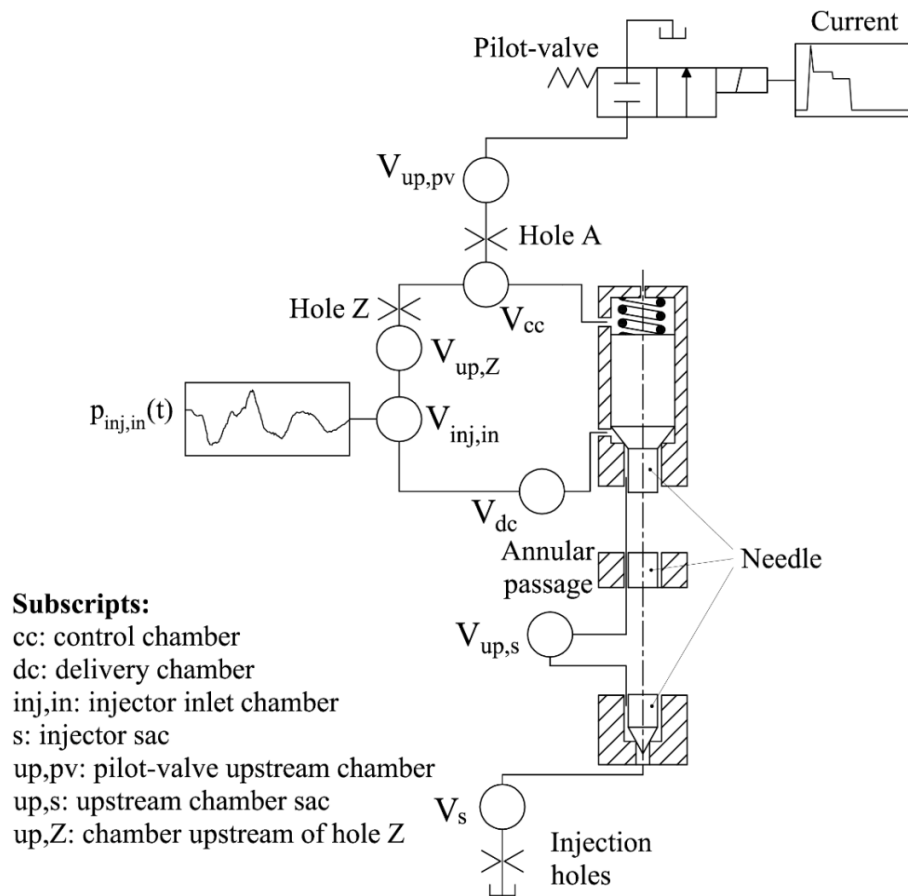 Current
Pilot-valve
V_up,pv
Hole A
Hole Z
V_cc
V_up,Z
p_inj,in(t)
V_inj,in
V_dc
Annular
passage
Needle
V_up,s
Subscripts:
cc: control chamber
dc: delivery chamber
inj,in: injector inlet chamber
s: injector sac
up,pv: pilot-valve upstream chamber
up,s: upstream chamber sac
up,Z: chamber upstream of hole Z
V_s
Injection
holes